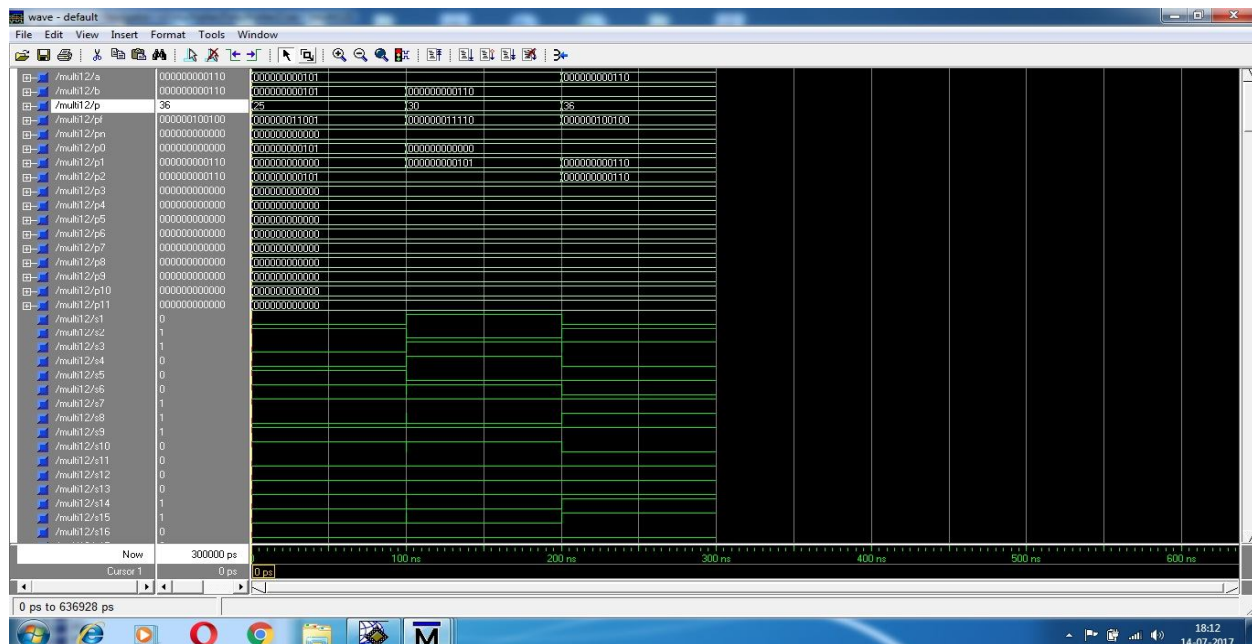 wave - default
File Edit View Insert Format Tools Window
/multi12/a 000000000110 000000000101 000000000110
/multi12/b 000000000110 000000000101 000000000110
/multi12/p 36 25 30 36
/multi12/pf 000000100100 000000011001 000000011110 000000100100
/multi12/pn 000000000000 000000000000
/multi12/p0 000000000000 000000000101 000000000000
/multi12/p1 000000000110 000000000000 000000000101 000000000110
/multi12/p2 000000000110 000000000101 000000000110
/multi12/p3 000000000000 000000000000
/multi12/p4 000000000000 000000000000
/multi12/p5 000000000000 000000000000
/multi12/p6 000000000000 000000000000
/multi12/p7 000000000000 000000000000
/multi12/p8 000000000000 000000000000
/multi12/p9 000000000000 000000000000
/multi12/p10 000000000000 000000000000
/multi12/p11 000000000000 000000000000
/multi12/s1 0
/multi12/s2 1
/multi12/s3 1
/multi12/s4 0
/multi12/s5 0
/multi12/s6 0
/multi12/s7 1
/multi12/s8 1
/multi12/s9 1
/multi12/s10 0
/multi12/s11 0
/multi12/s12 0
/multi12/s13 0
/multi12/s14 1
/multi12/s15 1
/multi12/s16 0
Now 300000 ps 100 ns 200 ns 300 ns 400 ns 500 ns 600 ns
Cursor 1 0 ps 0 ps
0 ps to 636928 ps
18:12
14-07-2017